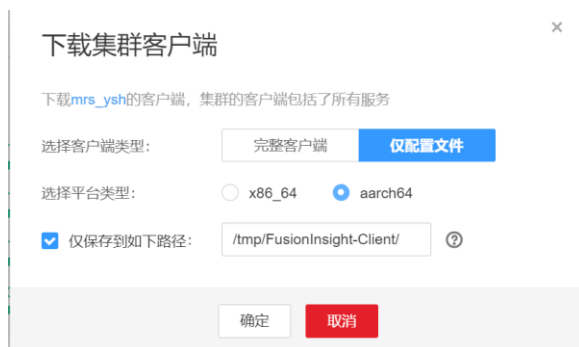 下载集群客户端
下载mrs_ysh的客户端，集群的客户端包括了所有服务
选择客户端类型： 完整客户端 仅配置文件
选择平台类型： x86_64 aarch64
仅保存到如下路径： /tmp/FusionInsight-Client/ ?
确定 取消